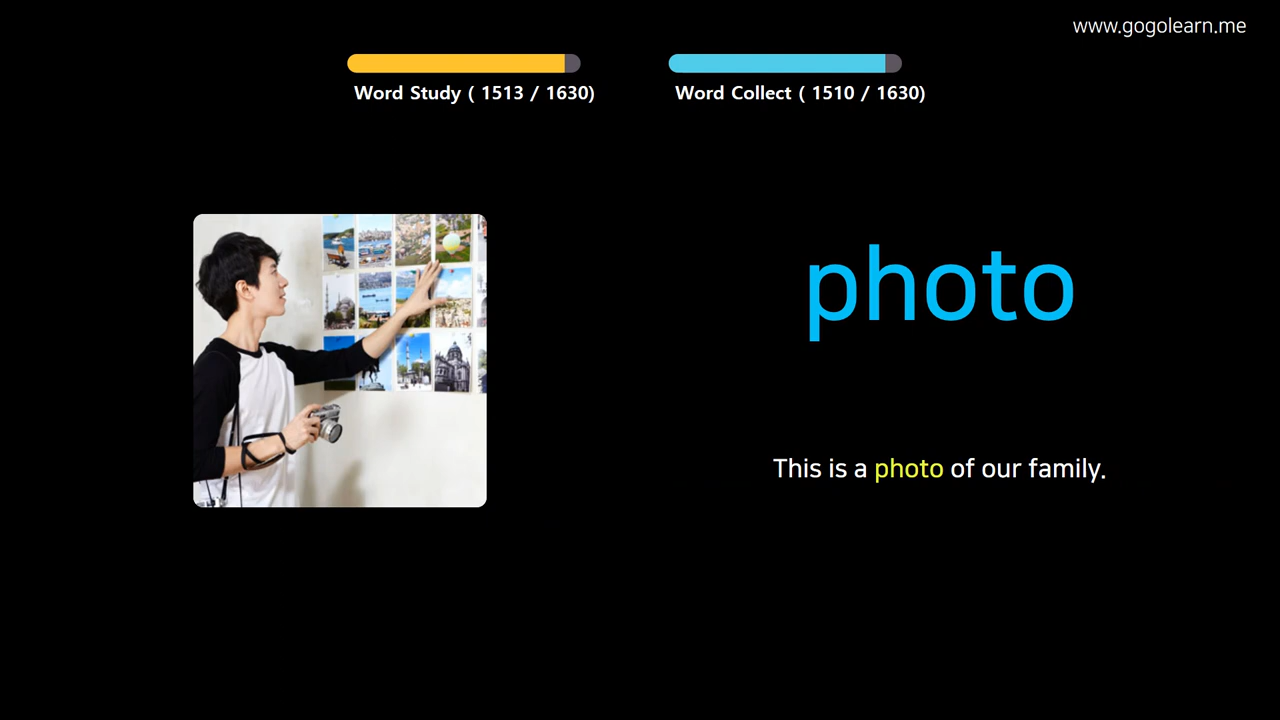 www.gogolearn.me
Word Study ( 1513 / 1630)
Word Collect ( 1510 / 1630)
photo
This is a photo of our family.